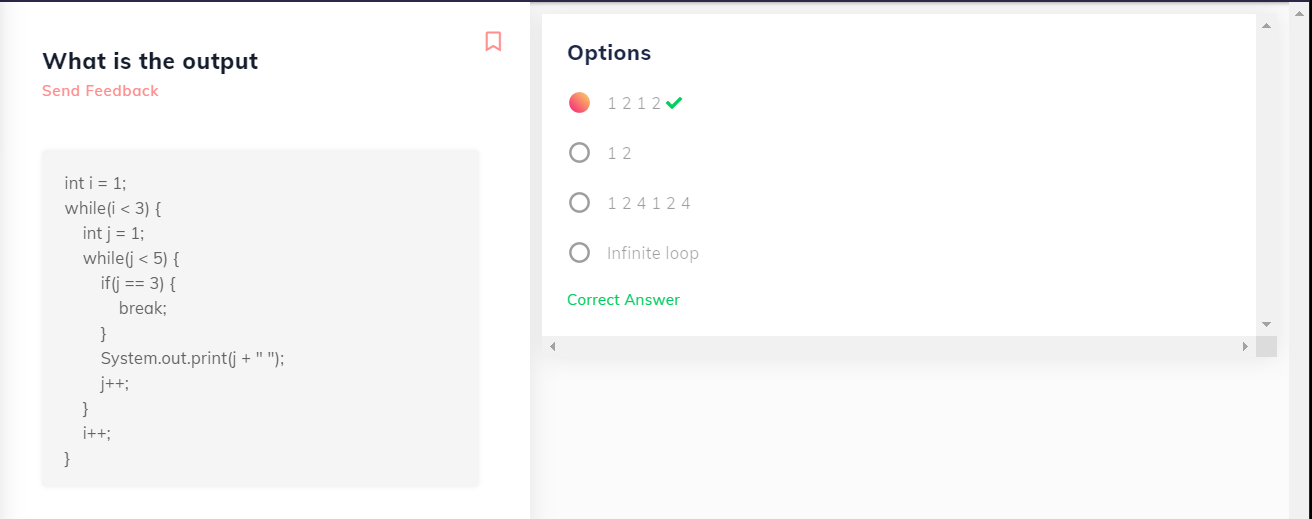 What is the output
Send Feedback
int i = 1;
while(i < 3) {
int j = 1;
while(j < 5) {
if(j == 3) {
break;
}
System.out.print(j + " ");
j++;
}
i++;
}
Options
1 2 1 2
1 2
1 2 4 1 2 4
Infinite loop
Correct Answer